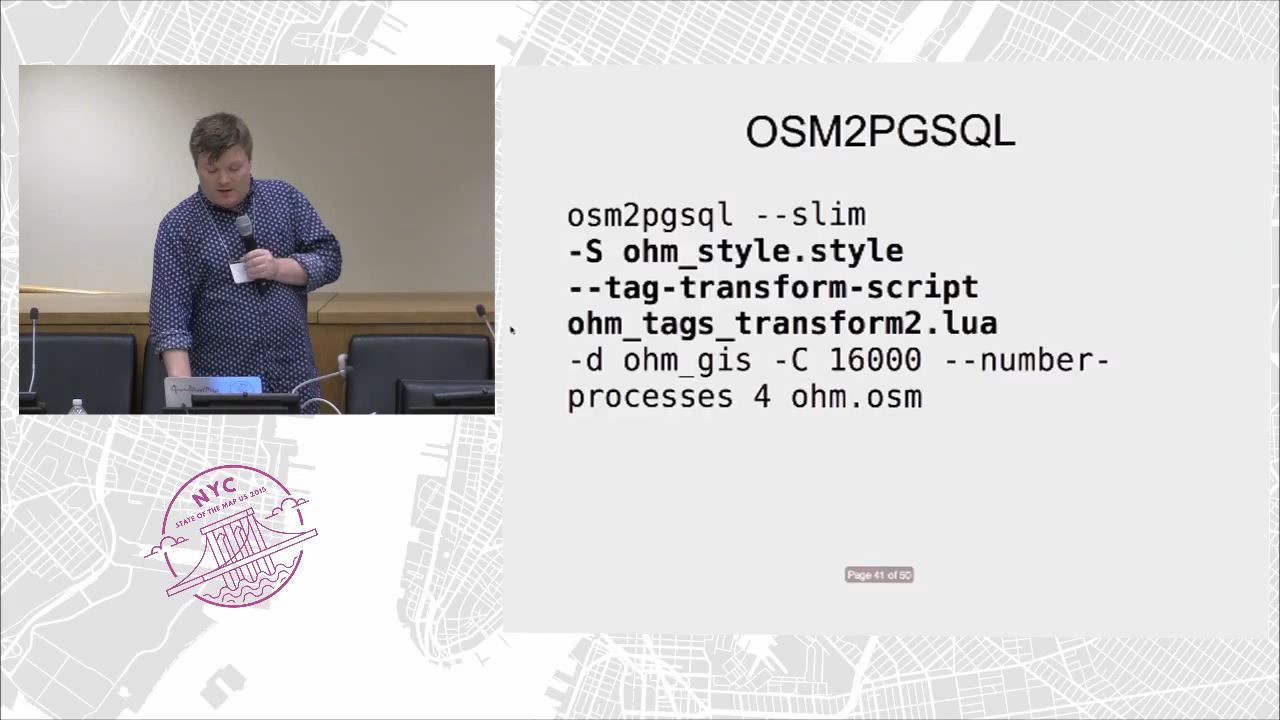 OSM2PGSQL
osm2pgsql --slim
-S ohm_style.style
--tag-transform-script
ohm_tags_transform2.lua
-d ohm_gis -C 16000 --number-
processes 4 ohm.osm
Page 41 of 50
OpenStreetMap
NYC
STATE OF THE MAP US 2015